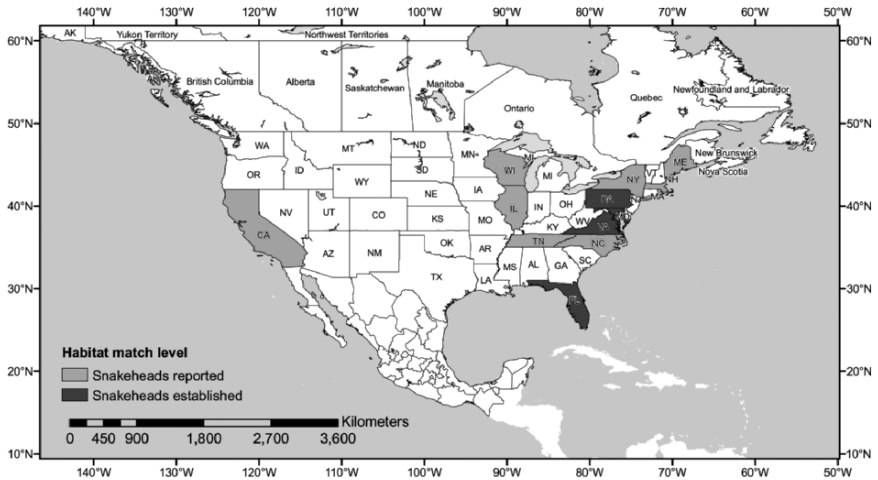 140°W 130°W 120°W 110°W 100°W 90°W 80°W 70°W 60°W 50°W
60°N 60°N
AK Yukon Territory Northwest Territories
British Columbia Alberta Saskatchewan Manitoba Ontario Quebec Newfoundland and Labrador
50°N 50°N
WA MT ND MN WI MI MI NY VT ME New Brunswick
Nova Scotia
OR ID WY SD IA NH MA
40°N 40°N
NV UT CO NE IL IN OH PA NJ
CA KS MO KY WV VA MD
AZ NM OK AR TN NC
TX LA MS AL GA SC
30°N 30°N
FL
Habitat match level
Snakeheads reported
Snakeheads established
20°N 20°N
Kilometers
0 450 900 1,800 2,700 3,600
10°N 10°N
140°W 130°W 120°W 110°W 100°W 90°W 80°W 70°W 60°W 50°W